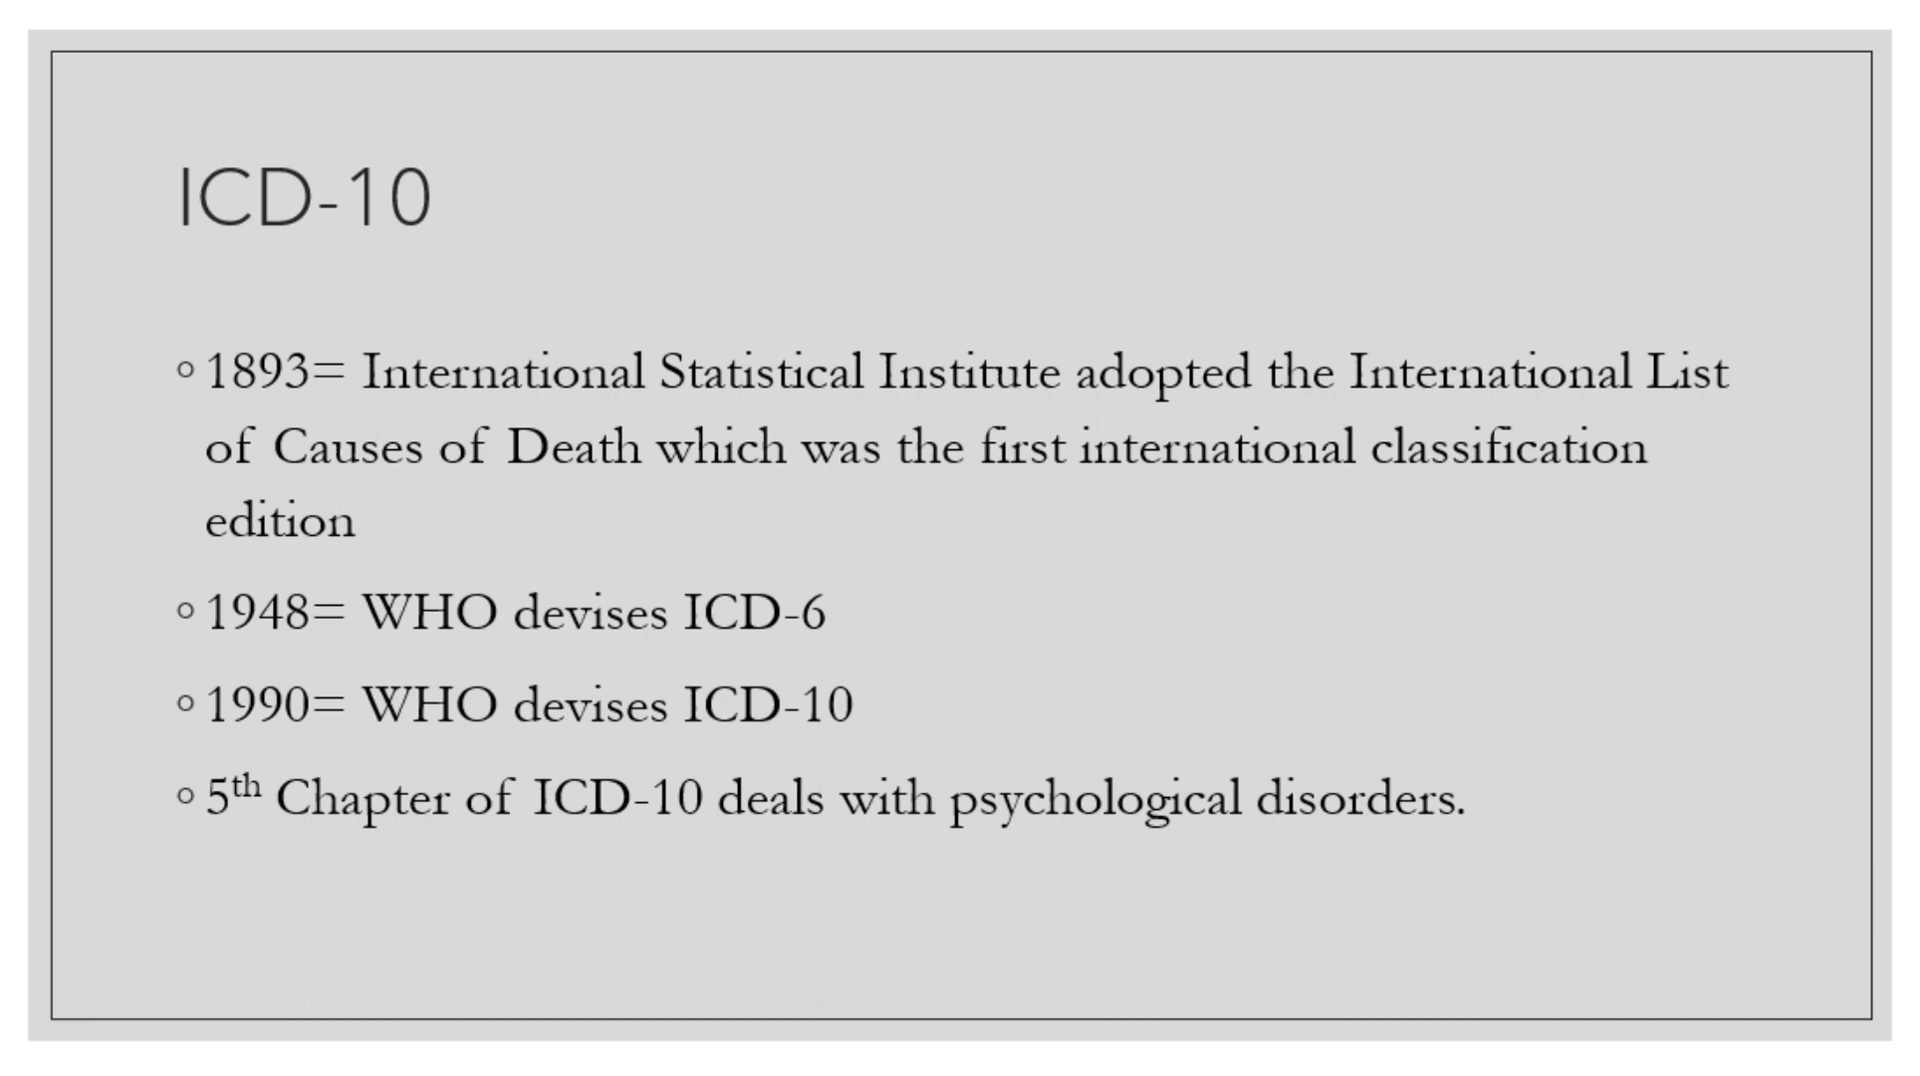 ICD-10
◦ 1893= International Statistical Institute adopted the International List
of Causes of Death which was the first international classification
edition
◦ 1948= WHO devises ICD-6
◦ 1990= WHO devises ICD-10
◦ 5th Chapter of ICD-10 deals with psychological disorders.